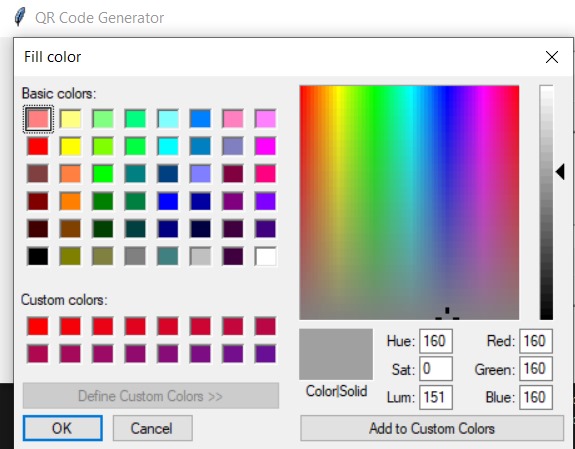 QR Code Generator
Fill color
Basic colors:
Custom colors:
Define Custom Colors >>
OK
Cancel
Color|Solid
Hue: 160
Sat: 0
Lum: 151
Red: 160
Green: 160
Blue: 160
Add to Custom Colors